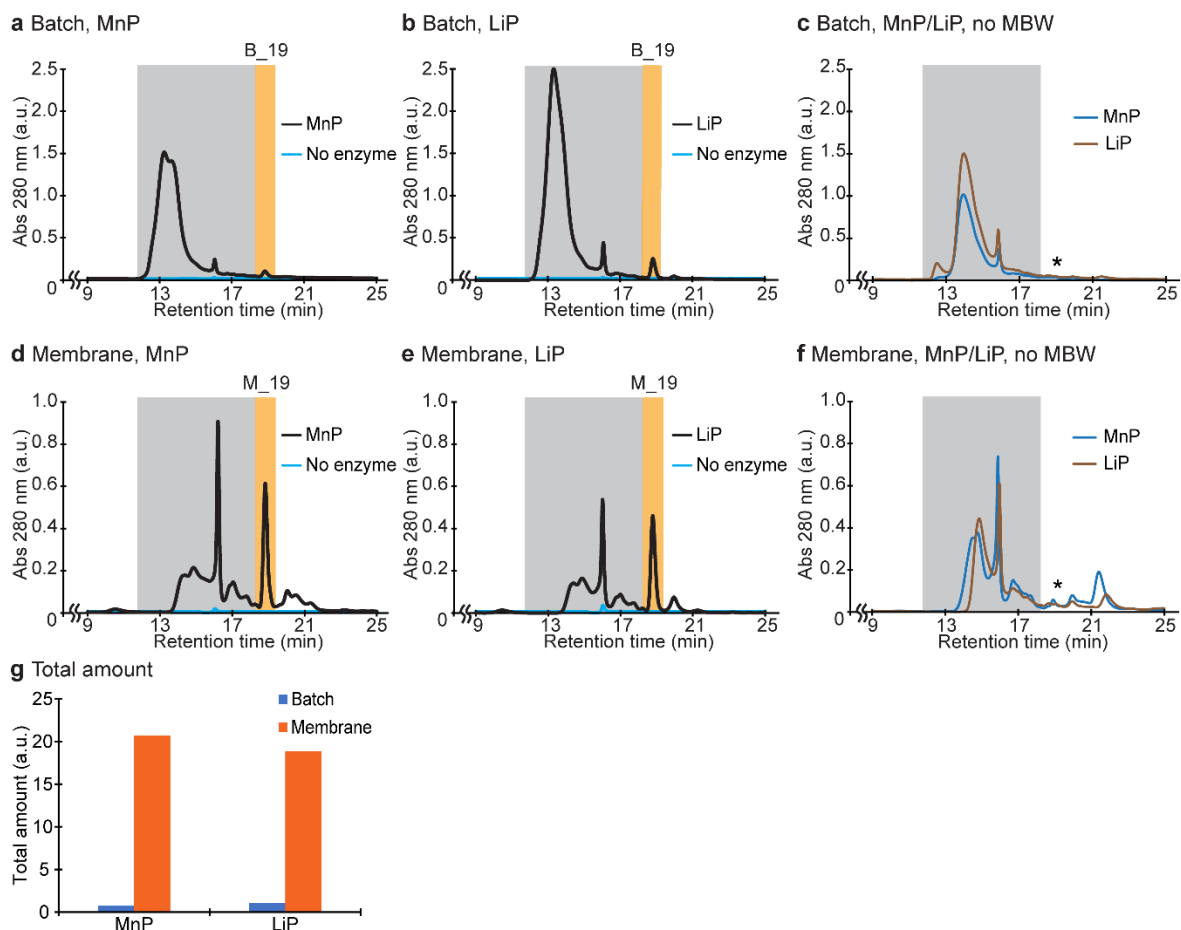 a Batch, MnP
B_19
Abs 280 nm (a.u.)
2.5
2.0
1.5
1.0
0.5
0
MnP
No enzyme
9 13 17 21 25
Retention time (min)
b Batch, LiP
B_19
Abs 280 nm (a.u.)
2.5
2.0
1.5
1.0
0.5
0
LiP
No enzyme
9 13 17 21 25
Retention time (min)
c Batch, MnP/LiP, no MBW
Abs 280 nm (a.u.)
2.5
2.0
1.5
1.0
0.5
0
MnP
LiP
*
9 13 17 21 25
Retention time (min)
d Membrane, MnP
M_19
Abs 280 nm (a.u.)
1.0
0.8
0.6
0.4
0.2
0
MnP
No enzyme
9 13 17 21 25
Retention time (min)
e Membrane, LiP
M_19
Abs 280 nm (a.u.)
1.0
0.8
0.6
0.4
0.2
0
LiP
No enzyme
9 13 17 21 25
Retention time (min)
f Membrane, MnP/LiP, no MBW
Abs 280 nm (a.u.)
1.0
0.8
0.6
0.4
0.2
0
MnP
LiP
*
9 13 17 21 25
Retention time (min)
g Total amount
Total amount (a.u.)
25
20
15
10
5
0
Batch
Membrane
MnP LiP